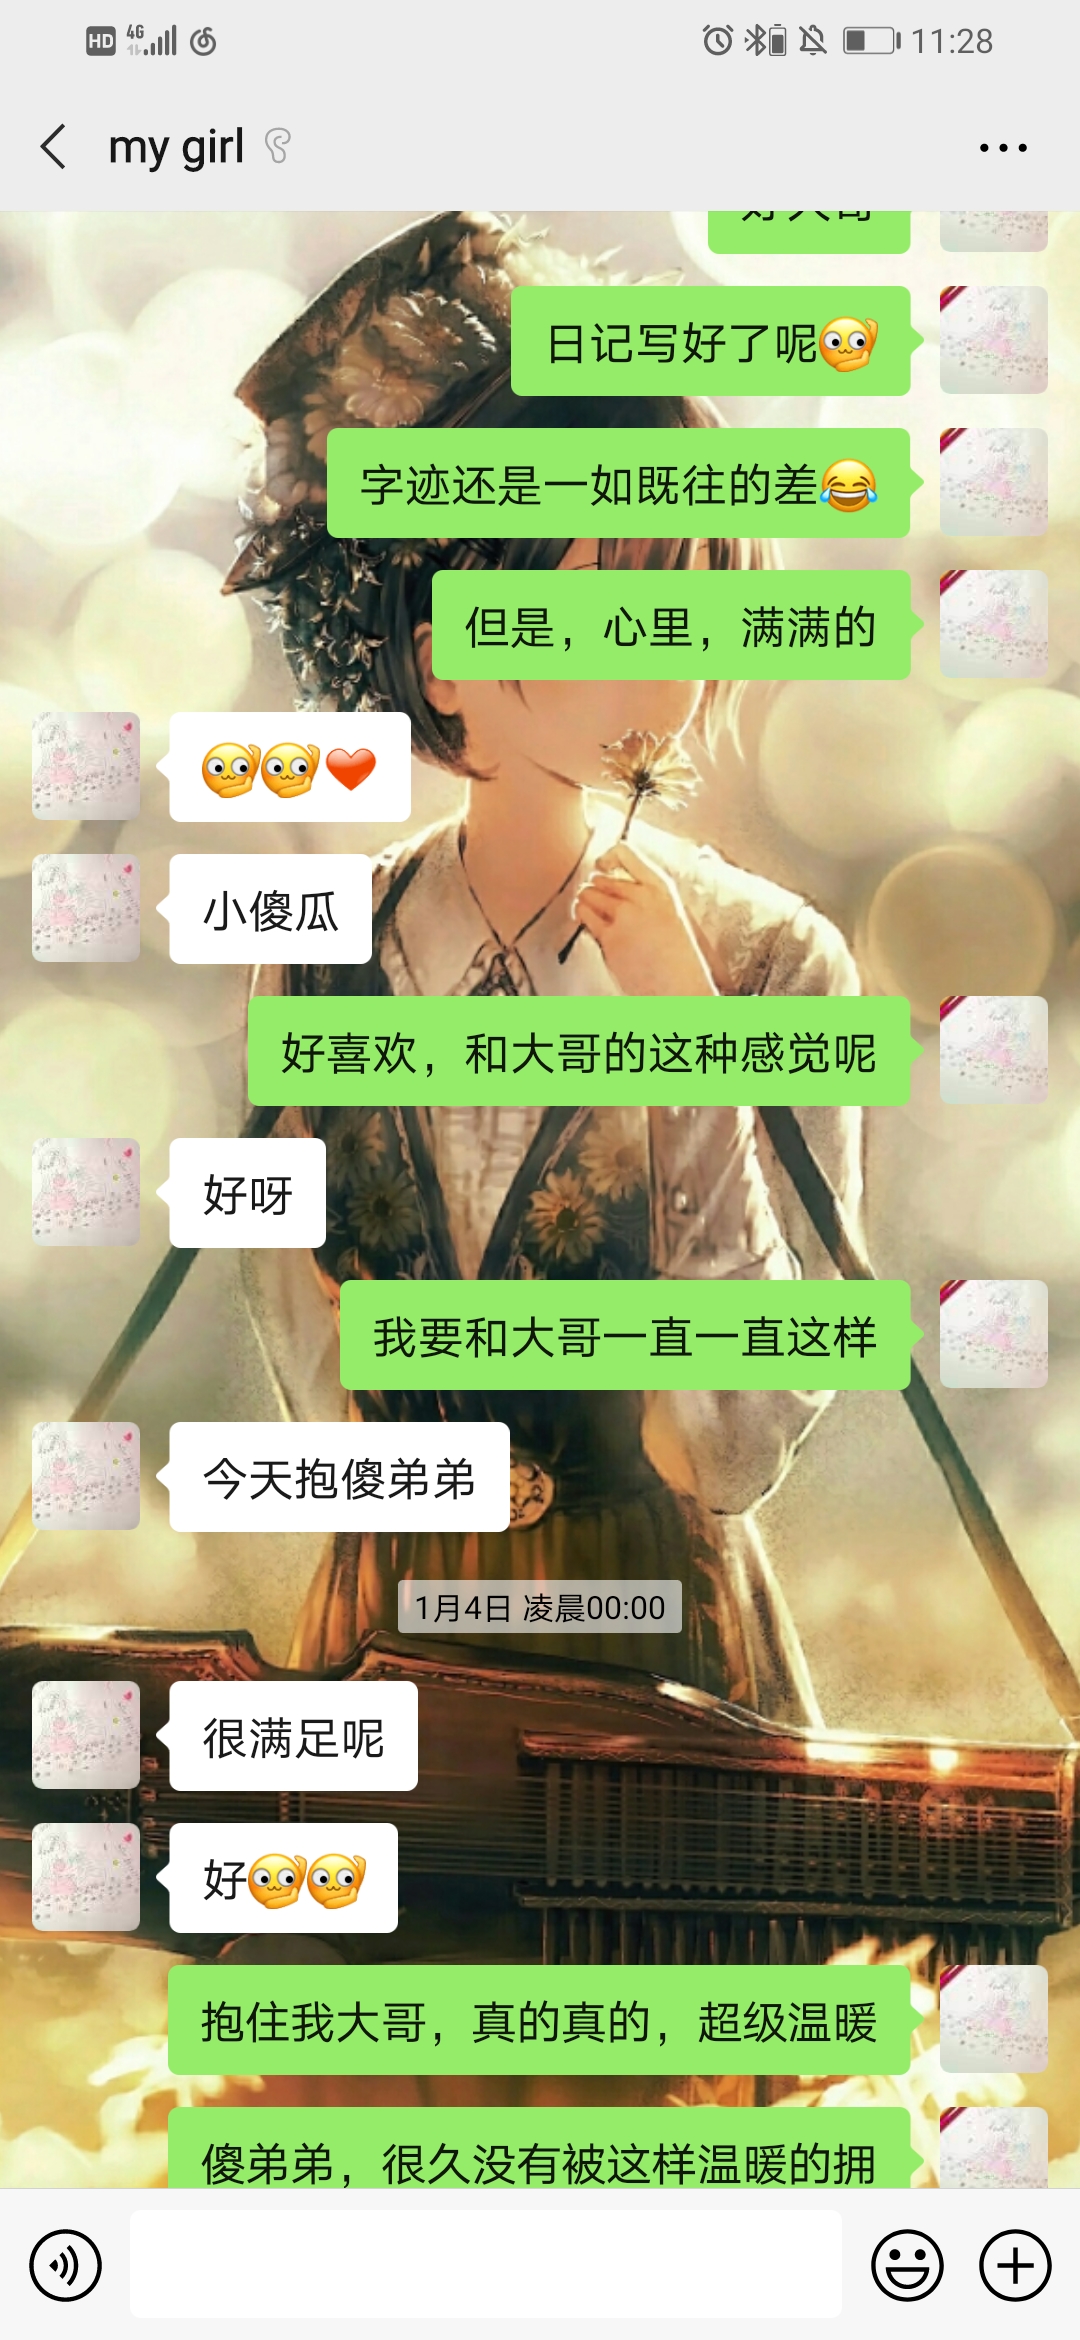 HD 4G 11:28
my girl
好大哥
日记写好了呢
字迹还是一如既往的差😂
但是，心里，满满的
❤
小傻瓜
好喜欢，和大哥的这种感觉呢
好呀
我要和大哥一直一直这样
今天抱傻弟弟
1月4日 凌晨00:00
很满足呢
好
抱住我大哥，真的真的，超级温暖
傻弟弟，很久没有被这样温暖的拥